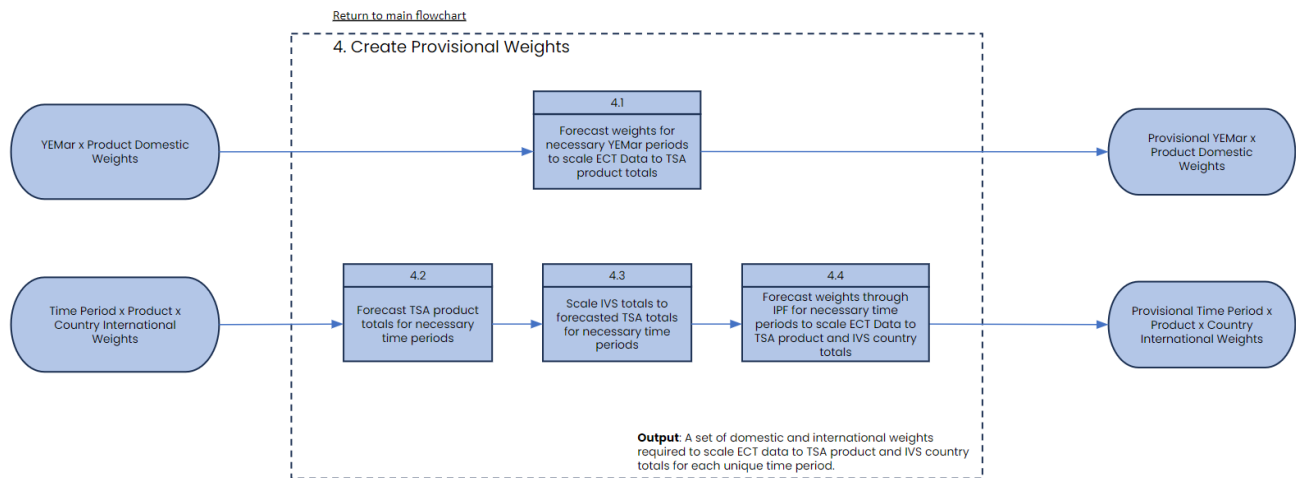 Return to main flowchart
4. Create Provisional Weights
YEMar x Product Domestic
Weights
4.1
Forecast weights for
necessary YEMar periods
to scale ECT Data to TSA
product totals
Provisional YEMar x
Product Domestic
Weights
Time Period x Product x
Country International
Weights
4.2
Forecast TSA product
totals for necessary
time periods
4.3
Scale IVS totals to
forecasted TSA totals
for necessary time
periods
4.4
Forecast weights through
IPF for necessary time
periods to scale ECT Data to
TSA product and IVS country
totals
Provisional Time Period x
Product x Country
International Weights
Output: A set of domestic and international weights
required to scale ECT data to TSA product and IVS country
totals for each unique time period.